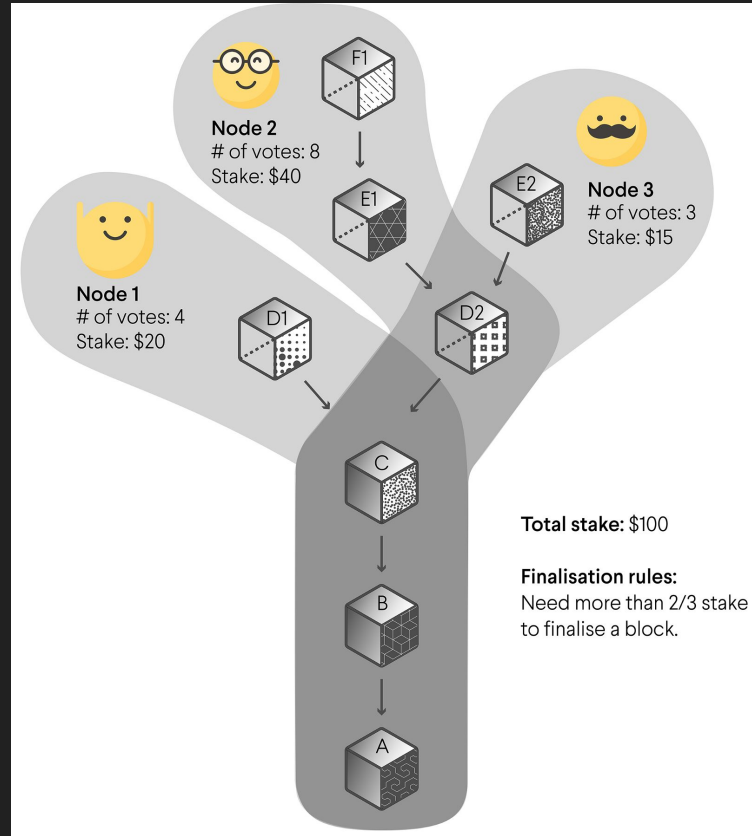 F1
Node 2
# of votes: 8
Stake: $40
E1
E2
Node 3
# of votes: 3
Stake: $15
Node 1
# of votes: 4
Stake: $20
D1
D2
C
Total stake: $100
Finalisation rules:
Need more than 2/3 stake
to finalise a block.
B
A